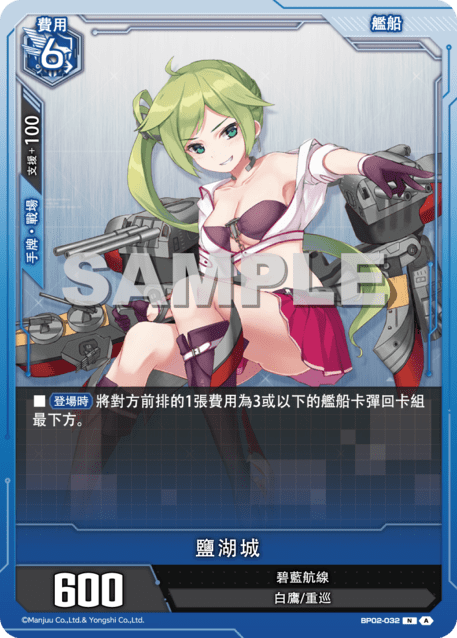 費用
6
3
艦船
支援+100
手牌・戰場
SAMPLE
■ 登場時 將對方前排的1張費用為3或以下的艦船卡彈回卡組
最下方。
鹽湖城
600
碧藍航線
白鷹/重巡
©Manjuu Co.,Ltd.& Yongshi Co.,Ltd.
BP02-032 N A